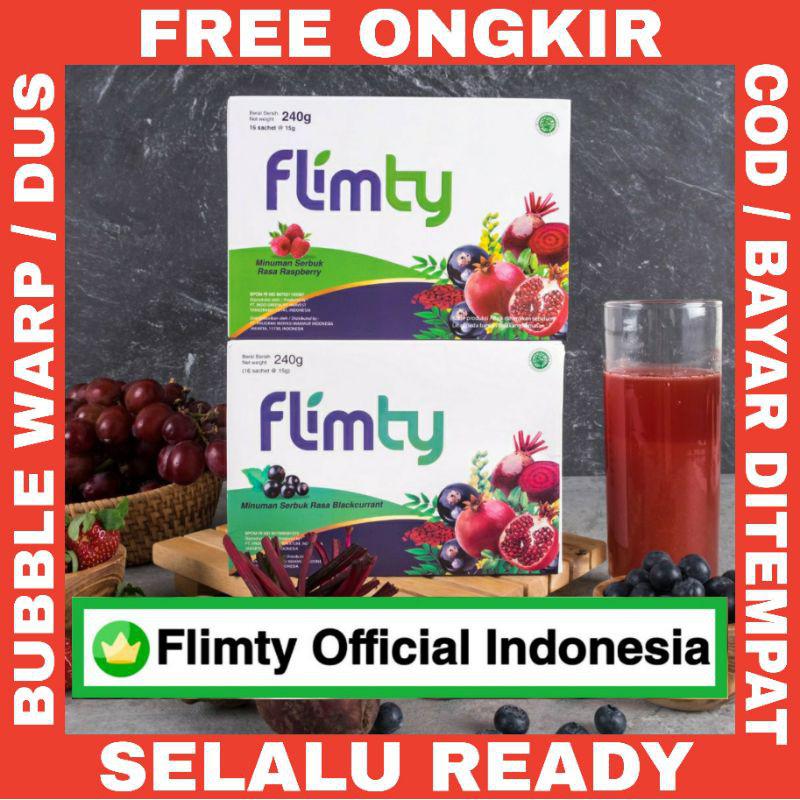 FREE ONGKIR
BUBBLE WARP / DUS
COD / BAYAR DITEMPAT
Berat Bersih
Net weight 240g
16 sachet @ 15g
Flimty
Minuman Serbuk
Rasa Raspberry
Berat Bersih
Net weight 240g
(16 sachet @ 15g)
Flimty
Minuman Serbuk Rasa Blackcurrant
Flimty Official Indonesia
SELALU READY